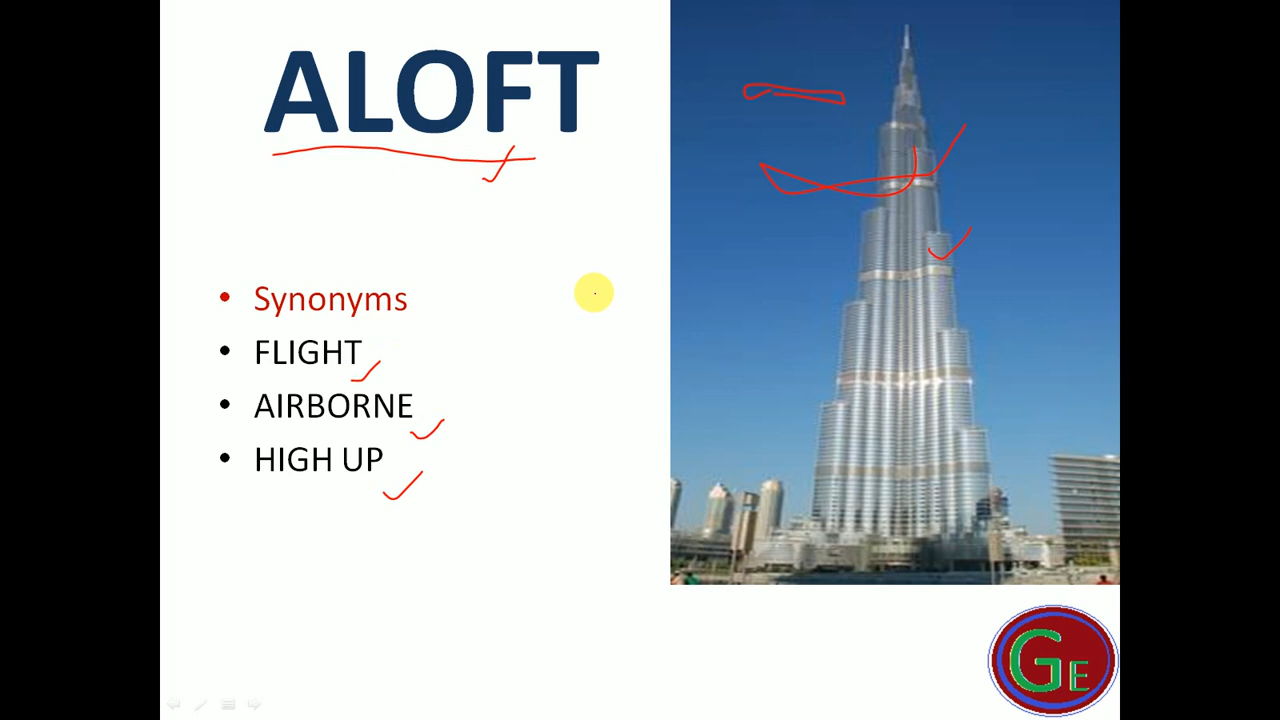 ALOFT
• Synonyms
• FLIGHT
• AIRBORNE
• HIGH UP
GE